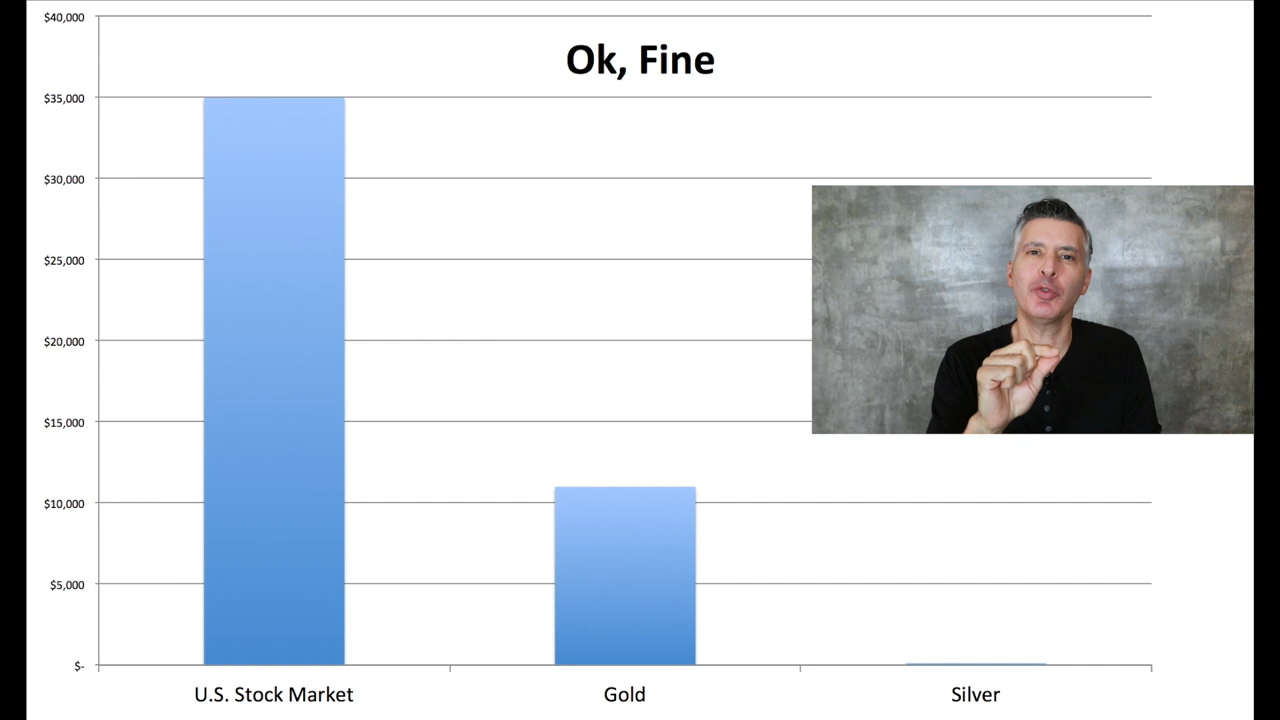 Ok, Fine
$40,000
$35,000
$30,000
$25,000
$20,000
$15,000
$10,000
$5,000
$-
U.S. Stock Market
Gold
Silver